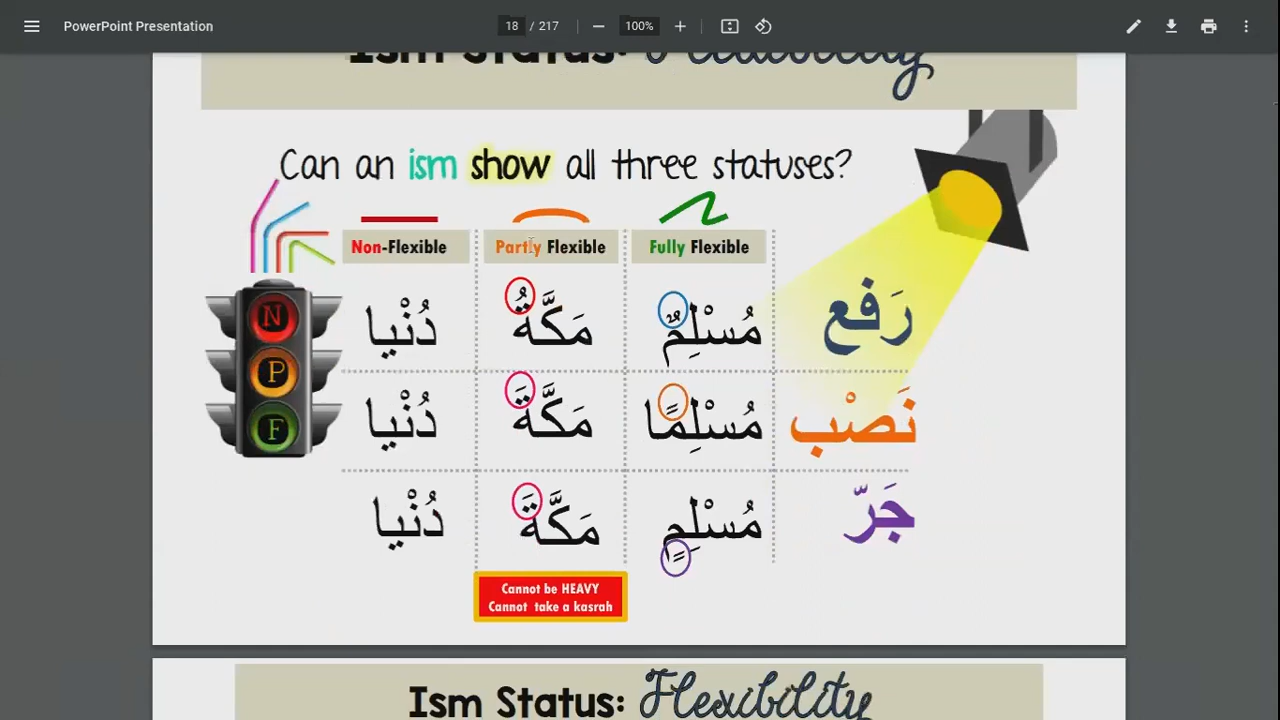 PowerPoint Presentation
18 / 217
100%
Ism Status: Flexibility
Can an ism show all three statuses?
Non-Flexible Partly Flexible Fully Flexible
N
P
F
دُنْيا مَكَّةُ مُسْلِمٌ رَفع
دُنْيا مَكَّةَ مُسْلِمًا نَصْب
دُنْيا مَكَّةَ مُسْلِمٍ جَرّ
Cannot be HEAVY
Cannot take a kasrah
Ism Status: Flexibility